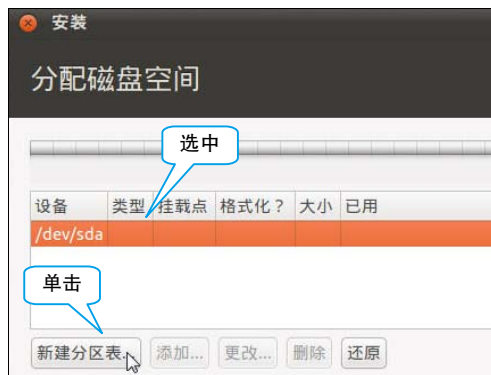 安装
分配磁盘空间
选中
设备 类型 挂载点 格式化？ 大小 已用
/dev/sda
单击
新建分区表... 添加... 更改... 删除 还原